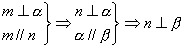 m⊥α
m//n } ⇒ n⊥α
α//β } ⇒ n⊥β